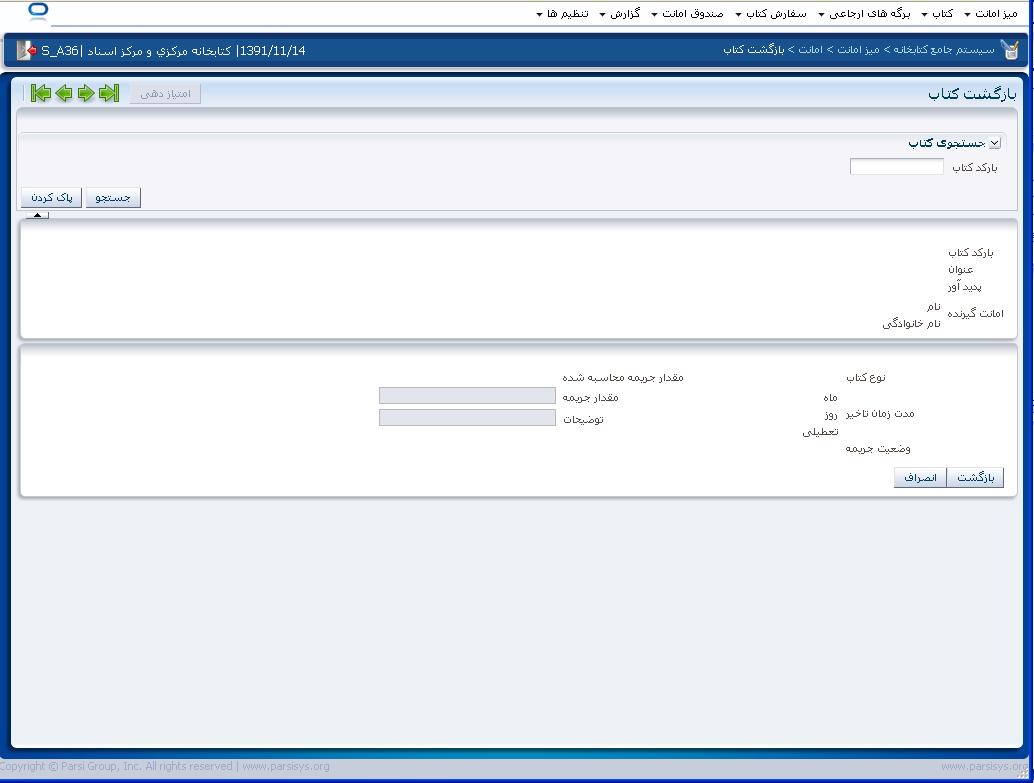 میز امانت کتاب برگه های ارجاعی سفارش کتاب صندوق امانت گزارش تنظیم ها
سیستم جامع کتابخانه > میز امانت > امانت > بازگشت کتاب
1391/11/14| کتابخانه مرکزي و مرکز اسناد |S_A36
بازگشت کتاب
امتیاز دهی
جستجوی کتاب
بارکد کتاب
جستجو پاک کردن
بارکد کتاب
عنوان
پدید آور
امانت گیرنده نام
نام خانوادگی
نوع کتاب مقدار جریمه محاسبه شده
ماه مقدار جریمه
مدت زمان تاخیر روز توضیحات
تعطیلی
وضعیت جریمه
بازگشت انصراف
Copyright © Parsi Group, Inc. All rights reserved | www.parsisys.org www.parsisys.org